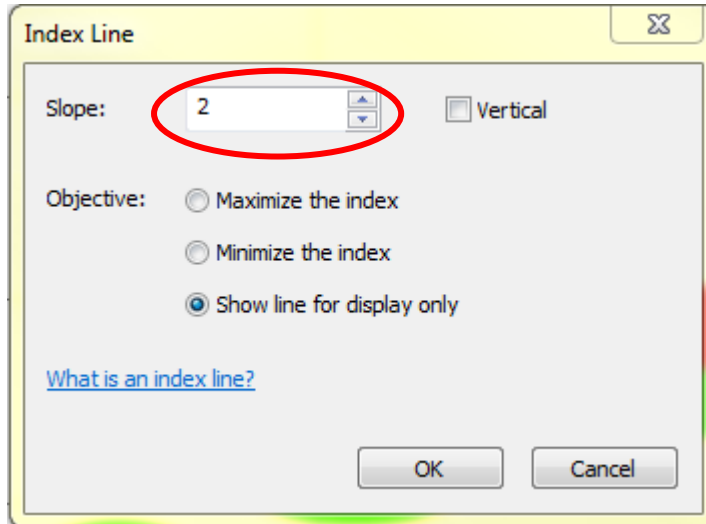 Index Line
Slope: 2 Vertical
Objective: Maximize the index
Minimize the index
Show line for display only
What is an index line?
OK Cancel